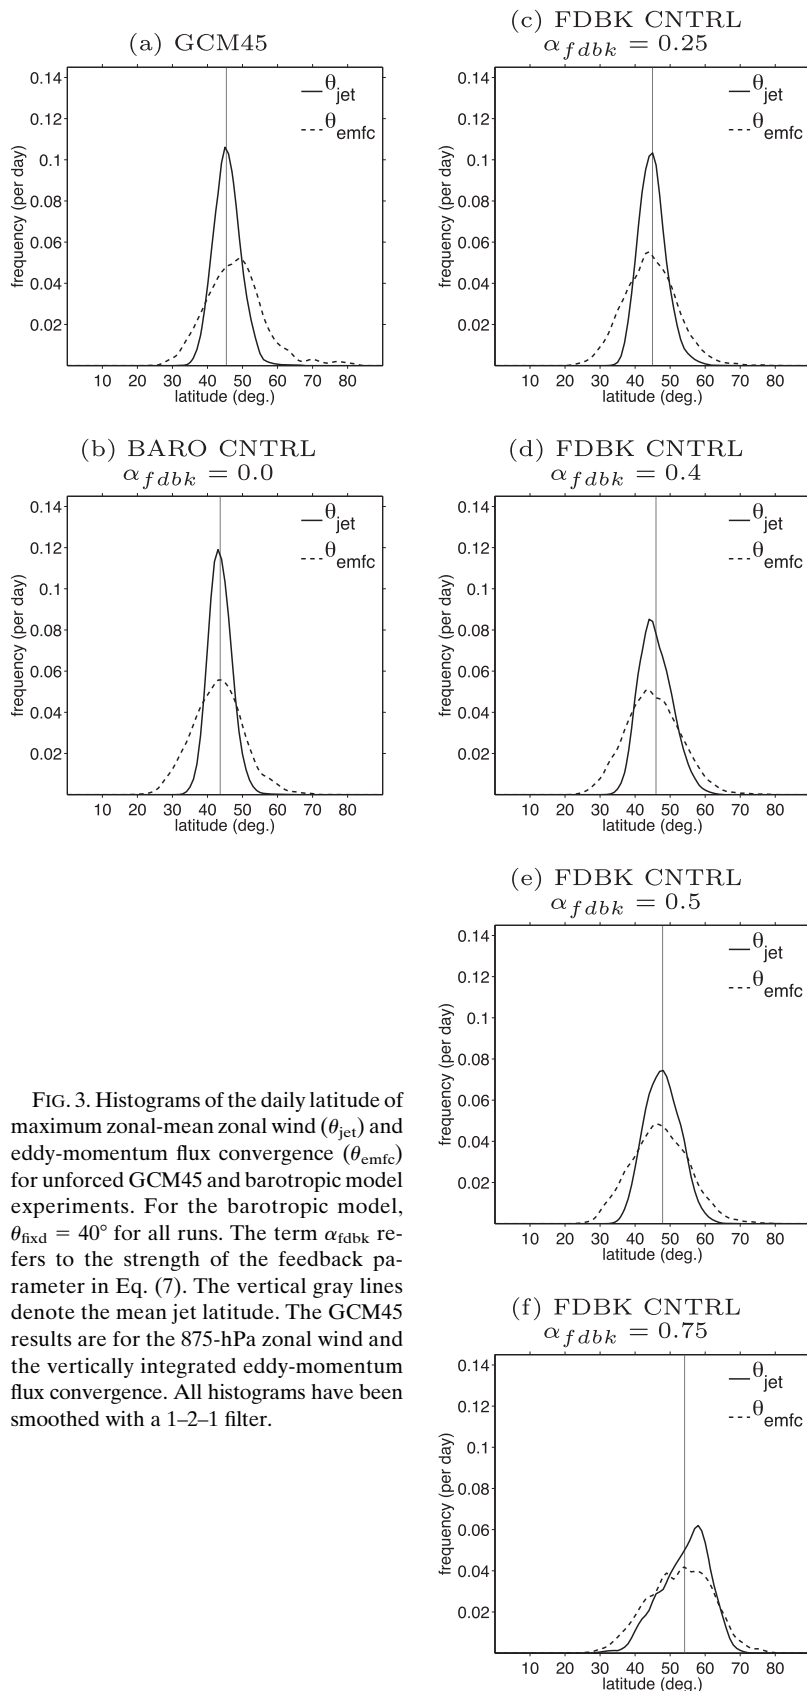 (a) GCM45
0.14
0.12
0.1
0.08
0.06
0.04
0.02
frequency (per day)
θjet
θemfc
10 20 30 40 50 60 70 80
latitude (deg.)
(b) BARO CNTRL
αfdbk = 0.0
0.14
0.12
0.1
0.08
0.06
0.04
0.02
frequency (per day)
θjet
θemfc
10 20 30 40 50 60 70 80
latitude (deg.)
(c) FDBK CNTRL
αfdbk = 0.25
0.14
0.12
0.1
0.08
0.06
0.04
0.02
frequency (per day)
θjet
θemfc
10 20 30 40 50 60 70 80
latitude (deg.)
(d) FDBK CNTRL
αfdbk = 0.4
0.14
0.12
0.1
0.08
0.06
0.04
0.02
frequency (per day)
θjet
θemfc
10 20 30 40 50 60 70 80
latitude (deg.)
(e) FDBK CNTRL
αfdbk = 0.5
0.14
0.12
0.1
0.08
0.06
0.04
0.02
frequency (per day)
θjet
θemfc
10 20 30 40 50 60 70 80
latitude (deg.)
(f) FDBK CNTRL
αfdbk = 0.75
0.14
0.12
0.1
0.08
0.06
0.04
0.02
frequency (per day)
θjet
θemfc
10 20 30 40 50 60 70 80
latitude (deg.)
FIG. 3. Histograms of the daily latitude of
maximum zonal-mean zonal wind (θjet) and
eddy-momentum flux convergence (θemfc)
for unforced GCM45 and barotropic model
experiments. For the barotropic model,
θfixd = 40° for all runs. The term αfdbk re-
fers to the strength of the feedback pa-
rameter in Eq. (7). The vertical gray lines
denote the mean jet latitude. The GCM45
results are for the 875-hPa zonal wind and
the vertically integrated eddy-momentum
flux convergence. All histograms have been
smoothed with a 1–2–1 filter.